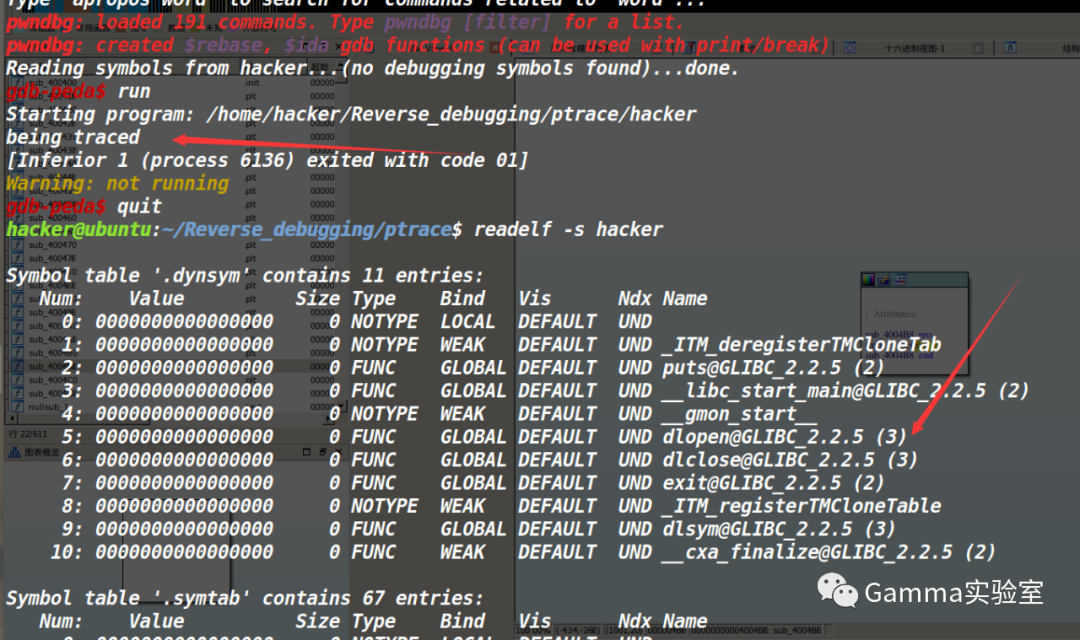 Type "apropos word" to search for commands related to "word"...
pwndbg: loaded 191 commands. Type pwndbg [filter] for a list.
pwndbg: created $rebase, $ida gdb functions (can be used with print/break)
十六进制视图-1
Reading symbols from hacker...(no debugging symbols found)...done.
gdb-peda$ run
Starting program: /home/hacker/Reverse_debugging/ptrace/hacker
being traced
[Inferior 1 (process 6136) exited with code 01]
Warning: not running
gdb-peda$ quit
hacker@ubuntu:~/Reverse_debugging/ptrace$ readelf -s hacker
Symbol table '.dynsym' contains 11 entries:
Num: Value Size Type Bind Vis Ndx Name
0: 0000000000000000 0 NOTYPE LOCAL DEFAULT UND
1: 0000000000000000 0 NOTYPE WEAK DEFAULT UND _ITM_deregisterTMCloneTab
2: 0000000000000000 0 FUNC GLOBAL DEFAULT UND puts@GLIBC_2.2.5 (2)
3: 0000000000000000 0 FUNC GLOBAL DEFAULT UND __libc_start_main@GLIBC_2.2.5 (2)
4: 0000000000000000 0 NOTYPE WEAK DEFAULT UND __gmon_start__
5: 0000000000000000 0 FUNC GLOBAL DEFAULT UND dlopen@GLIBC_2.2.5 (3)
6: 0000000000000000 0 FUNC GLOBAL DEFAULT UND dlclose@GLIBC_2.2.5 (3)
7: 0000000000000000 0 FUNC GLOBAL DEFAULT UND exit@GLIBC_2.2.5 (2)
8: 0000000000000000 0 NOTYPE WEAK DEFAULT UND _ITM_registerTMCloneTable
9: 0000000000000000 0 FUNC GLOBAL DEFAULT UND dlsym@GLIBC_2.2.5 (3)
10: 0000000000000000 0 FUNC WEAK DEFAULT UND __cxa_finalize@GLIBC_2.2.5 (2)
Gamma实验室
Symbol table '.symtab' contains 67 entries:
Num: Value Size Type Bind Vis Ndx Name